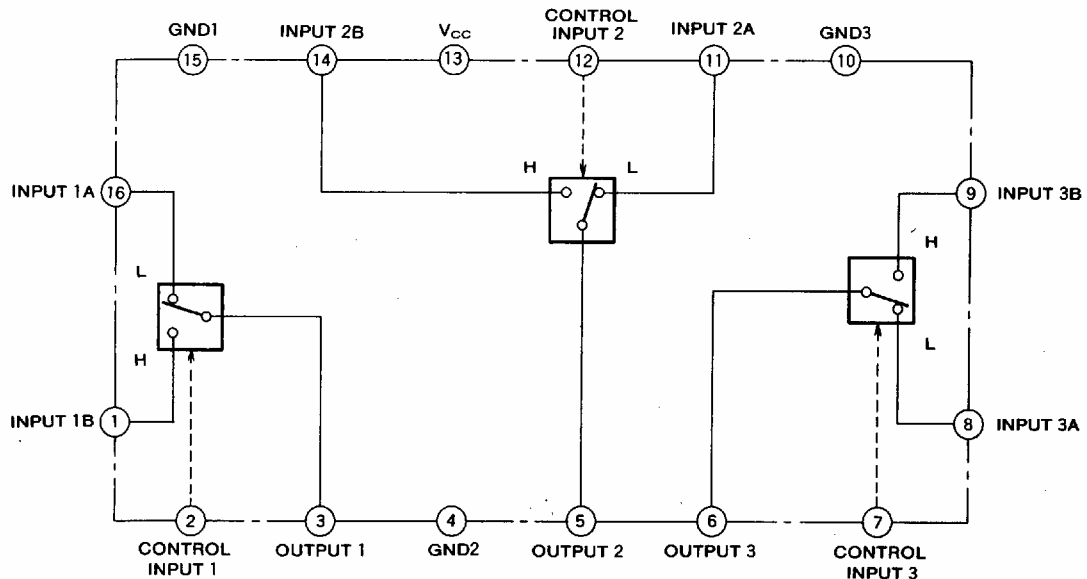 GND1
INPUT 2B
VCC
CONTROL
INPUT 2
INPUT 2A
GND3
15
14
13
12
11
10
H
L
INPUT 1A
16
9
INPUT 3B
L
H
H
L
INPUT 1B
1
8
INPUT 3A
2
3
4
5
6
7
CONTROL
INPUT 1
OUTPUT 1
GND2
OUTPUT 2
OUTPUT 3
CONTROL
INPUT 3